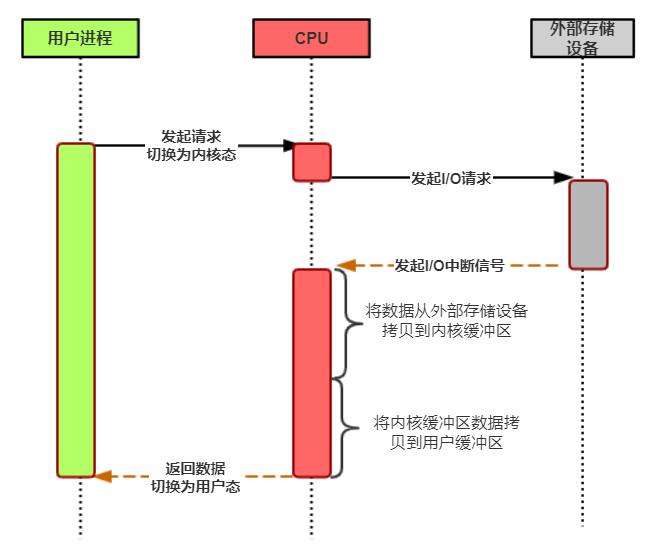 用户进程
CPU
外部存储
设备
发起请求
切换为内核态
发起I/O请求
发起I/O中断信号
将数据从外部存储设备
拷贝到内核缓冲区
将内核缓冲区数据拷
贝到用户缓冲区
返回数据
切换为用户态